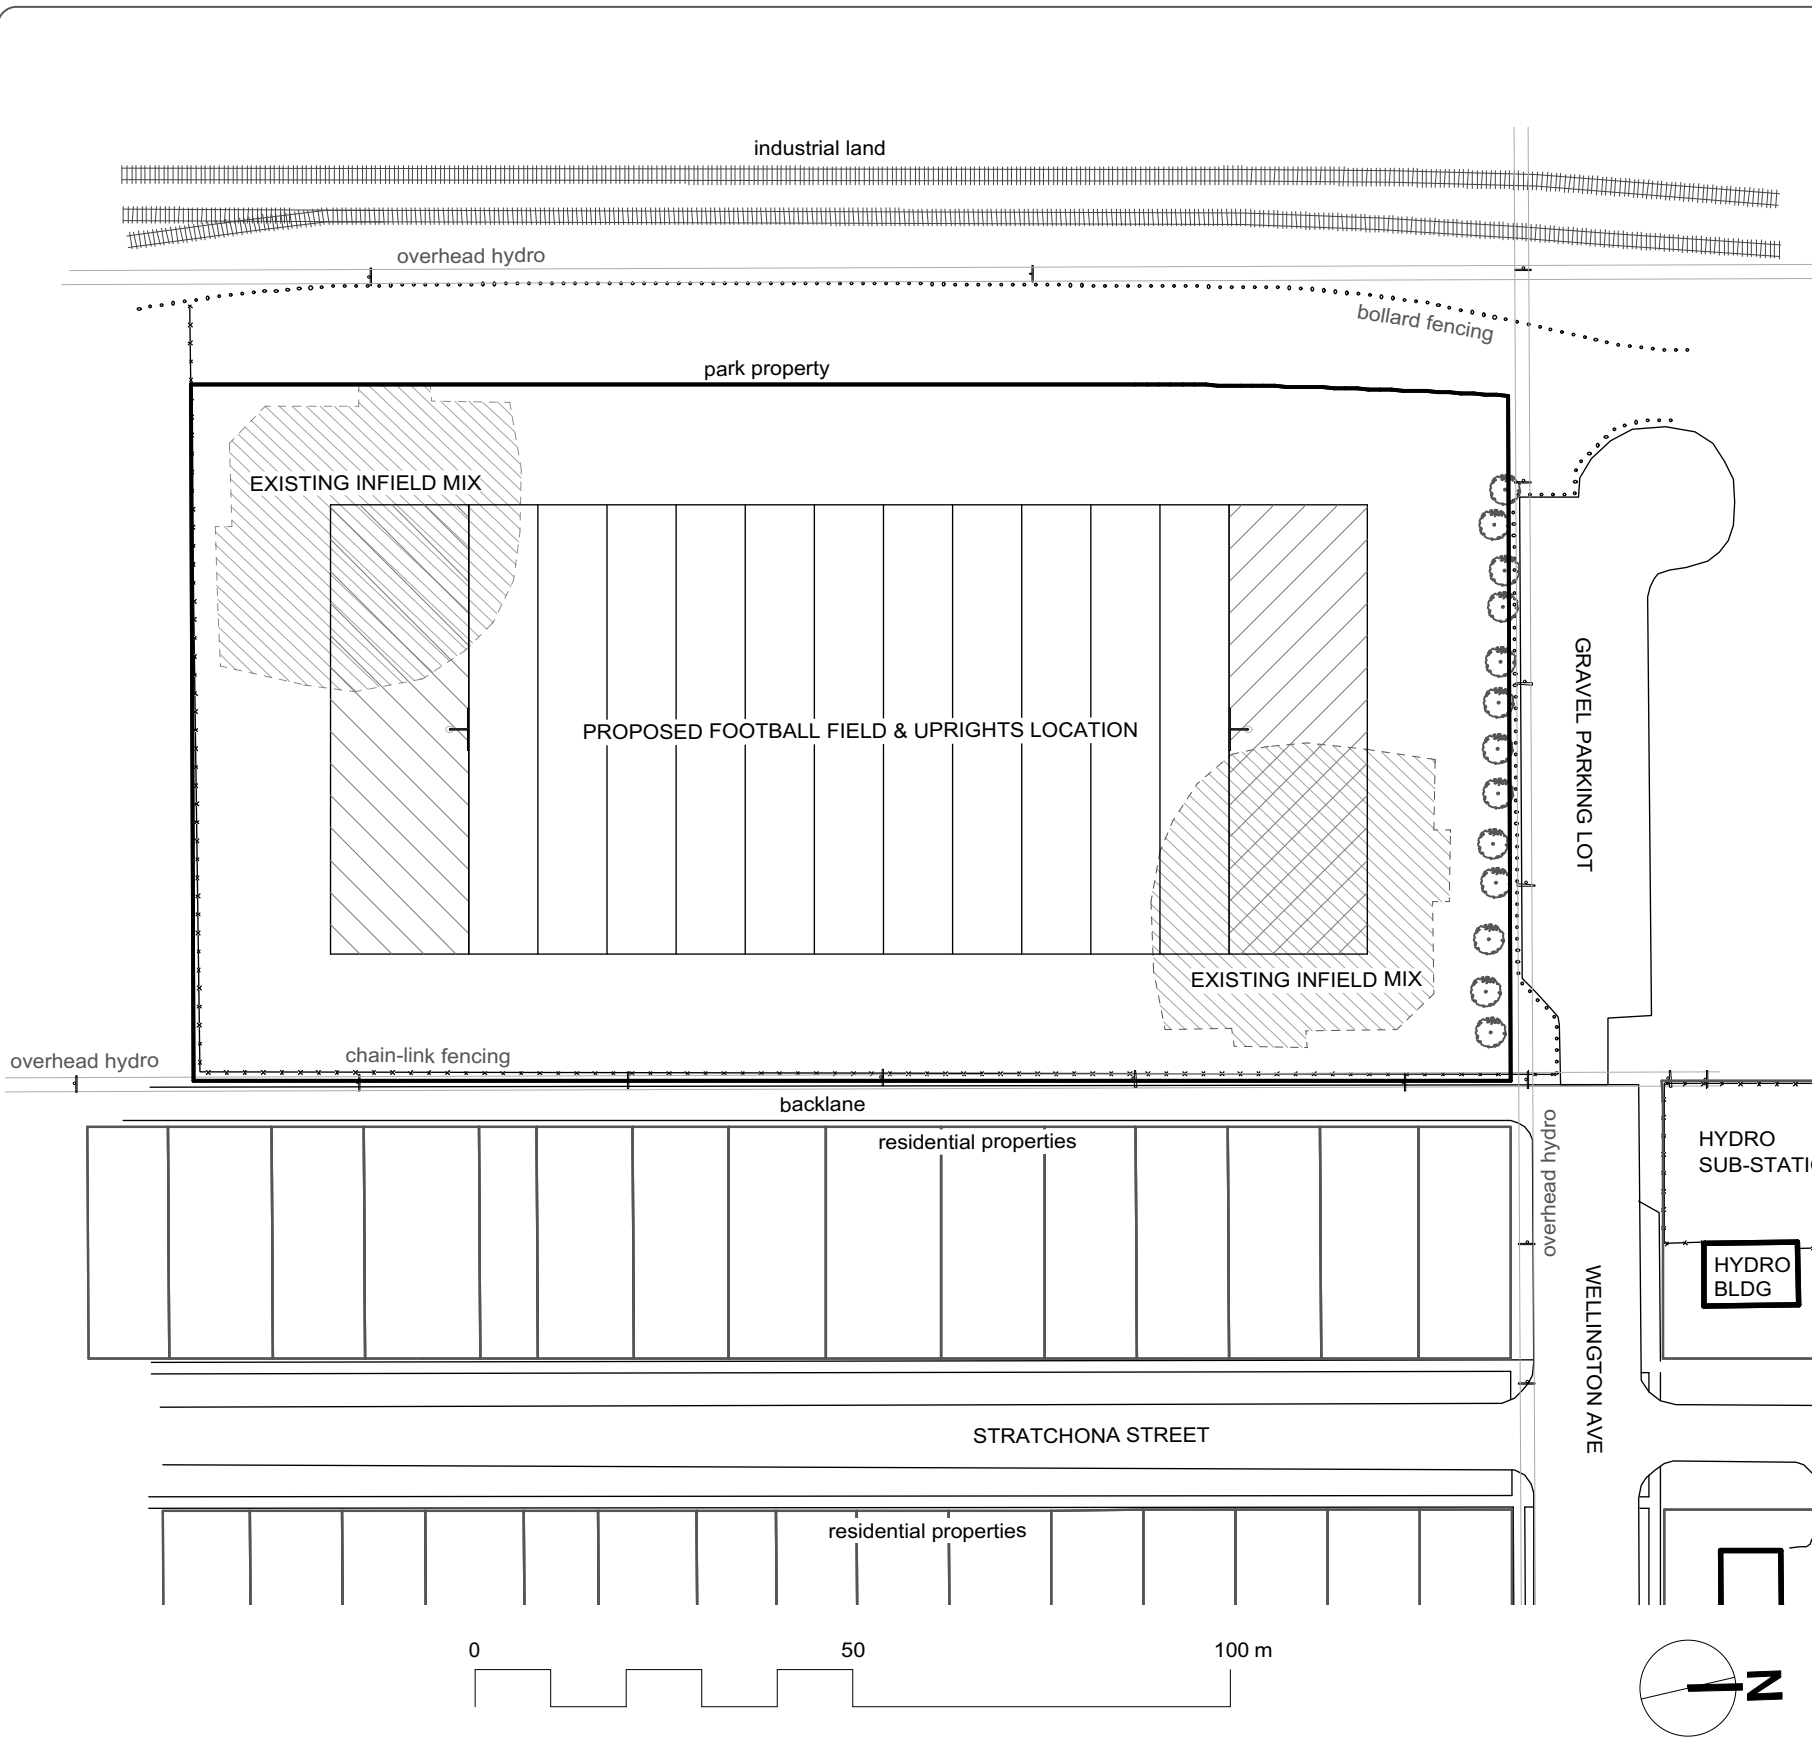 industrial land
overhead hydro
bollard fencing
park property
EXISTING INFIELD MIX
GRAVEL PARKING LOT
PROPOSED FOOTBALL FIELD & UPRIGHTS LOCATION
EXISTING INFIELD MIX
overhead hydro
chain-link fencing
backlane
residential properties
overhead hydro
HYDRO
SUB-STATI
HYDRO
BLDG
WELLINGTON AVE
STRATCHONA STREET
residential properties
0 50 100 m
N